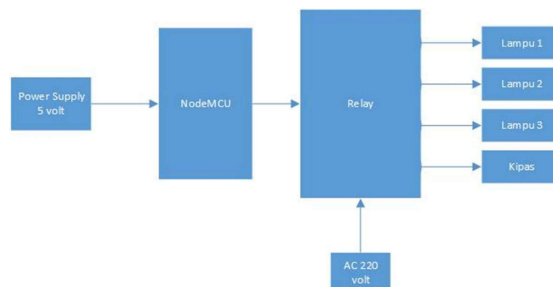 Lampu 1
Lampu 2
Power Supply
5 volt
NodeMCU
Relay
Lampu 3
Kipas
AC 220
volt